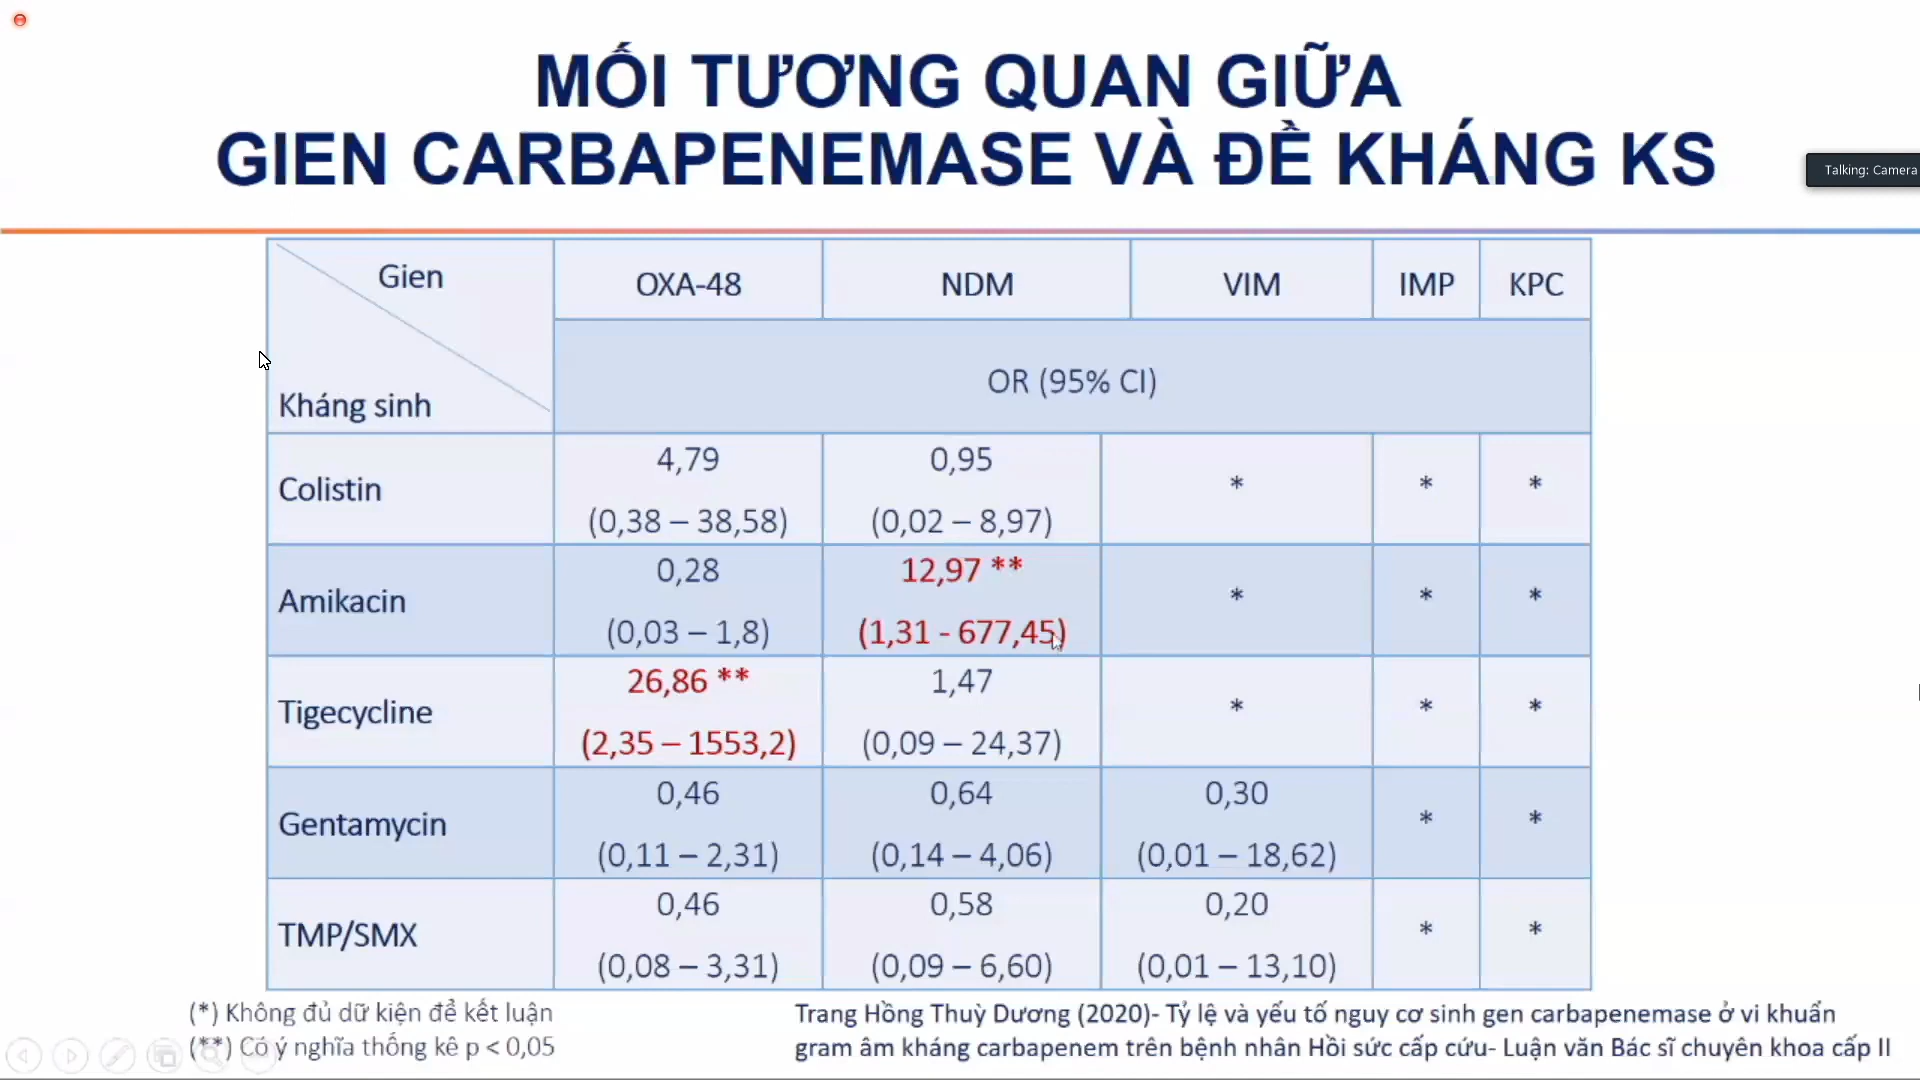 MỐI TƯƠNG QUAN GIỮA
GIEN CARBAPENEMASE VÀ ĐỀ KHÁNG KS
Talking: Camera
Gien OXA-48 NDM VIM IMP KPC
Kháng sinh OR (95% CI)
Colistin 4,79 (0,38 – 38,58) 0,95 (0,02 – 8,97) * * *
Amikacin 0,28 (0,03 – 1,8) 12,97 ** (1,31 - 677,45) * * *
Tigecycline 26,86 ** (2,35 – 1553,2) 1,47 (0,09 – 24,37) * * *
Gentamycin 0,46 (0,11 – 2,31) 0,64 (0,14 – 4,06) 0,30 (0,01 – 18,62) * *
TMP/SMX 0,46 (0,08 – 3,31) 0,58 (0,09 – 6,60) 0,20 (0,01 – 13,10) * *
(*) Không đủ dữ kiện để kết luận
(**) Có ý nghĩa thống kê p < 0,05
Trang Hồng Thuỳ Dương (2020)- Tỷ lệ và yếu tố nguy cơ sinh gen carbapenemase ở vi khuẩn
gram âm kháng carbapenem trên bệnh nhân Hồi sức cấp cứu- Luận văn Bác sĩ chuyên khoa cấp II